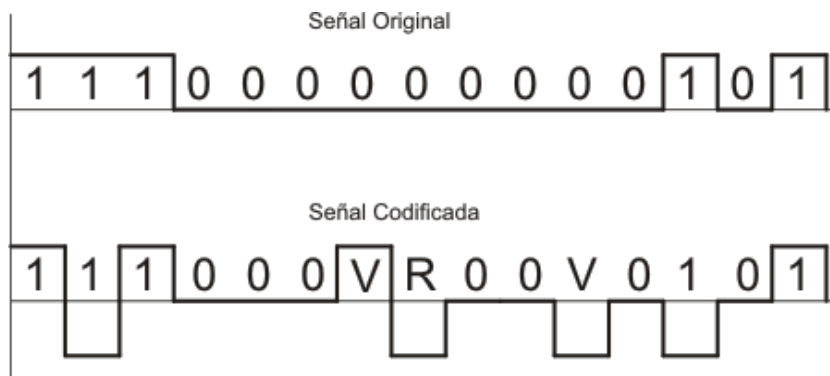 Señal Original
1 1 1 0 0 0 0 0 0 0 0 0 1 0 1
Señal Codificada
1 1 1 0 0 0 V R 0 0 V 0 1 0 1